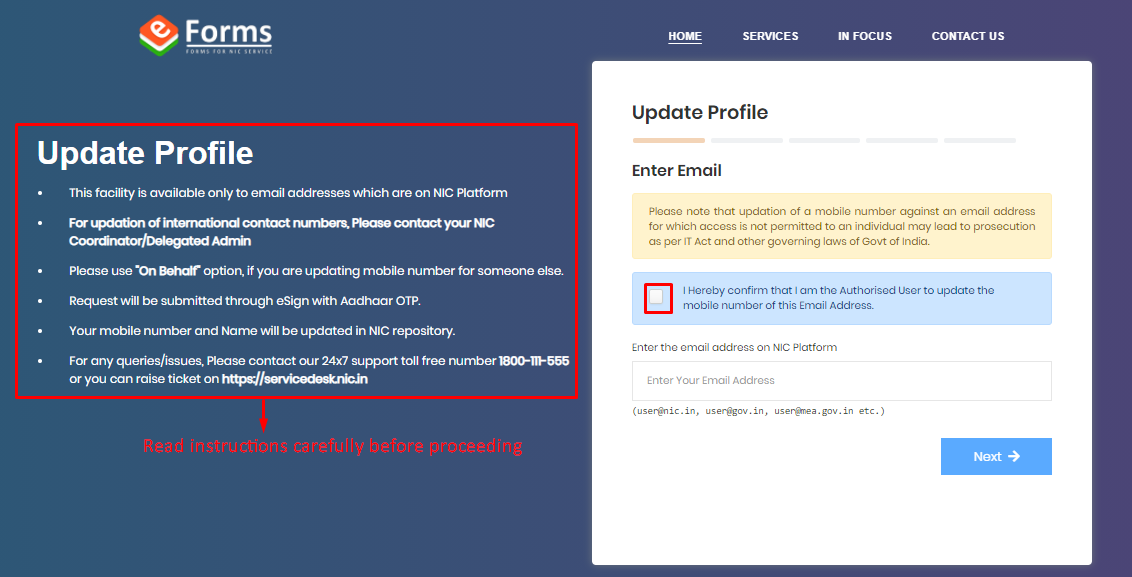 e Forms
FORMS FOR NIC SERVICE
HOME SERVICES IN FOCUS CONTACT US
Update Profile
• This facility is available only to email addresses which are on NIC Platform
• For updation of international contact numbers, Please contact your NIC
Coordinator/Delegated Admin
• Please use "On Behalf" option, if you are updating mobile number for someone else.
• Request will be submitted through eSign with Aadhaar OTP.
• Your mobile number and Name will be updated in NIC repository.
• For any queries/issues, Please contact our 24x7 support toll free number 1800-111-555
or you can raise ticket on https://servicedesk.nic.in
Read instructions carefully before proceeding
Update Profile
Enter Email
Please note that updation of a mobile number against an email address
for which access is not permitted to an individual may lead to prosecution
as per IT Act and other governing laws of Govt of India.
I Hereby confirm that I am the Authorised User to update the
mobile number of this Email Address.
Enter the email address on NIC Platform
Enter Your Email Address
(user@nic.in, user@gov.in, user@mea.gov.in etc.)
Next →